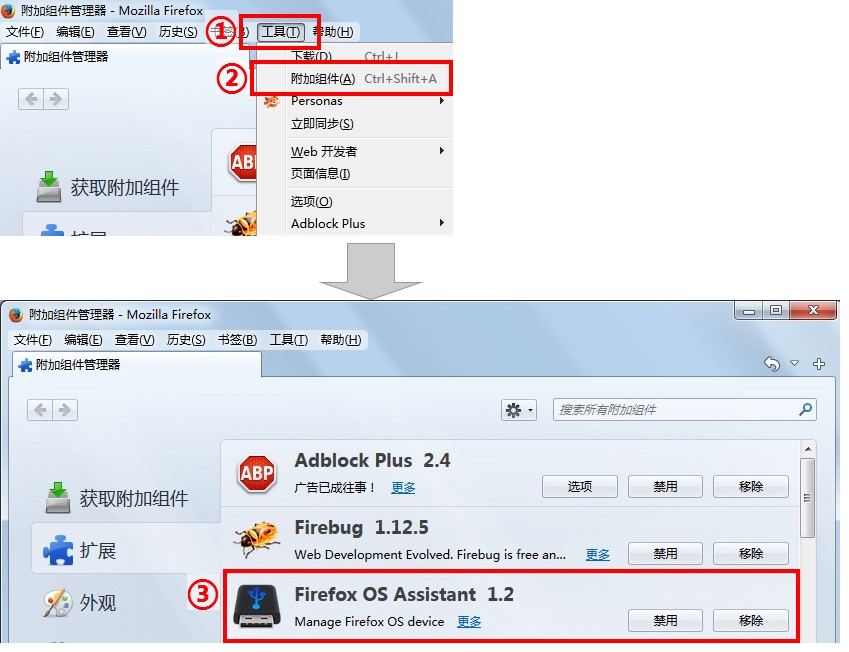 附加组件管理器 - Mozilla Firefox
文件(F) 编辑(E) 查看(V) 历史(S) ① 工具(T) 帮助(H)
附加组件管理器
下载(D) Ctrl+J
② 附加组件(A) Ctrl+Shift+A
Personas
立即同步(S)
Web 开发者
页面信息(I)
选项(O)
Adblock Plus
ABP
获取附加组件
扩展
附加组件管理器 - Mozilla Firefox
文件(F) 编辑(E) 查看(V) 历史(S) 书签(B) 工具(T) 帮助(H)
附加组件管理器
搜索所有附加组件
获取附加组件
扩展
外观
ABP
Adblock Plus 2.4
广告已成往事！ 更多 选项 禁用 移除
Firebug 1.12.5
Web Development Evolved. Firebug is free an... 更多 禁用 移除
③ Firefox OS Assistant 1.2
Manage Firefox OS device 更多 禁用 移除